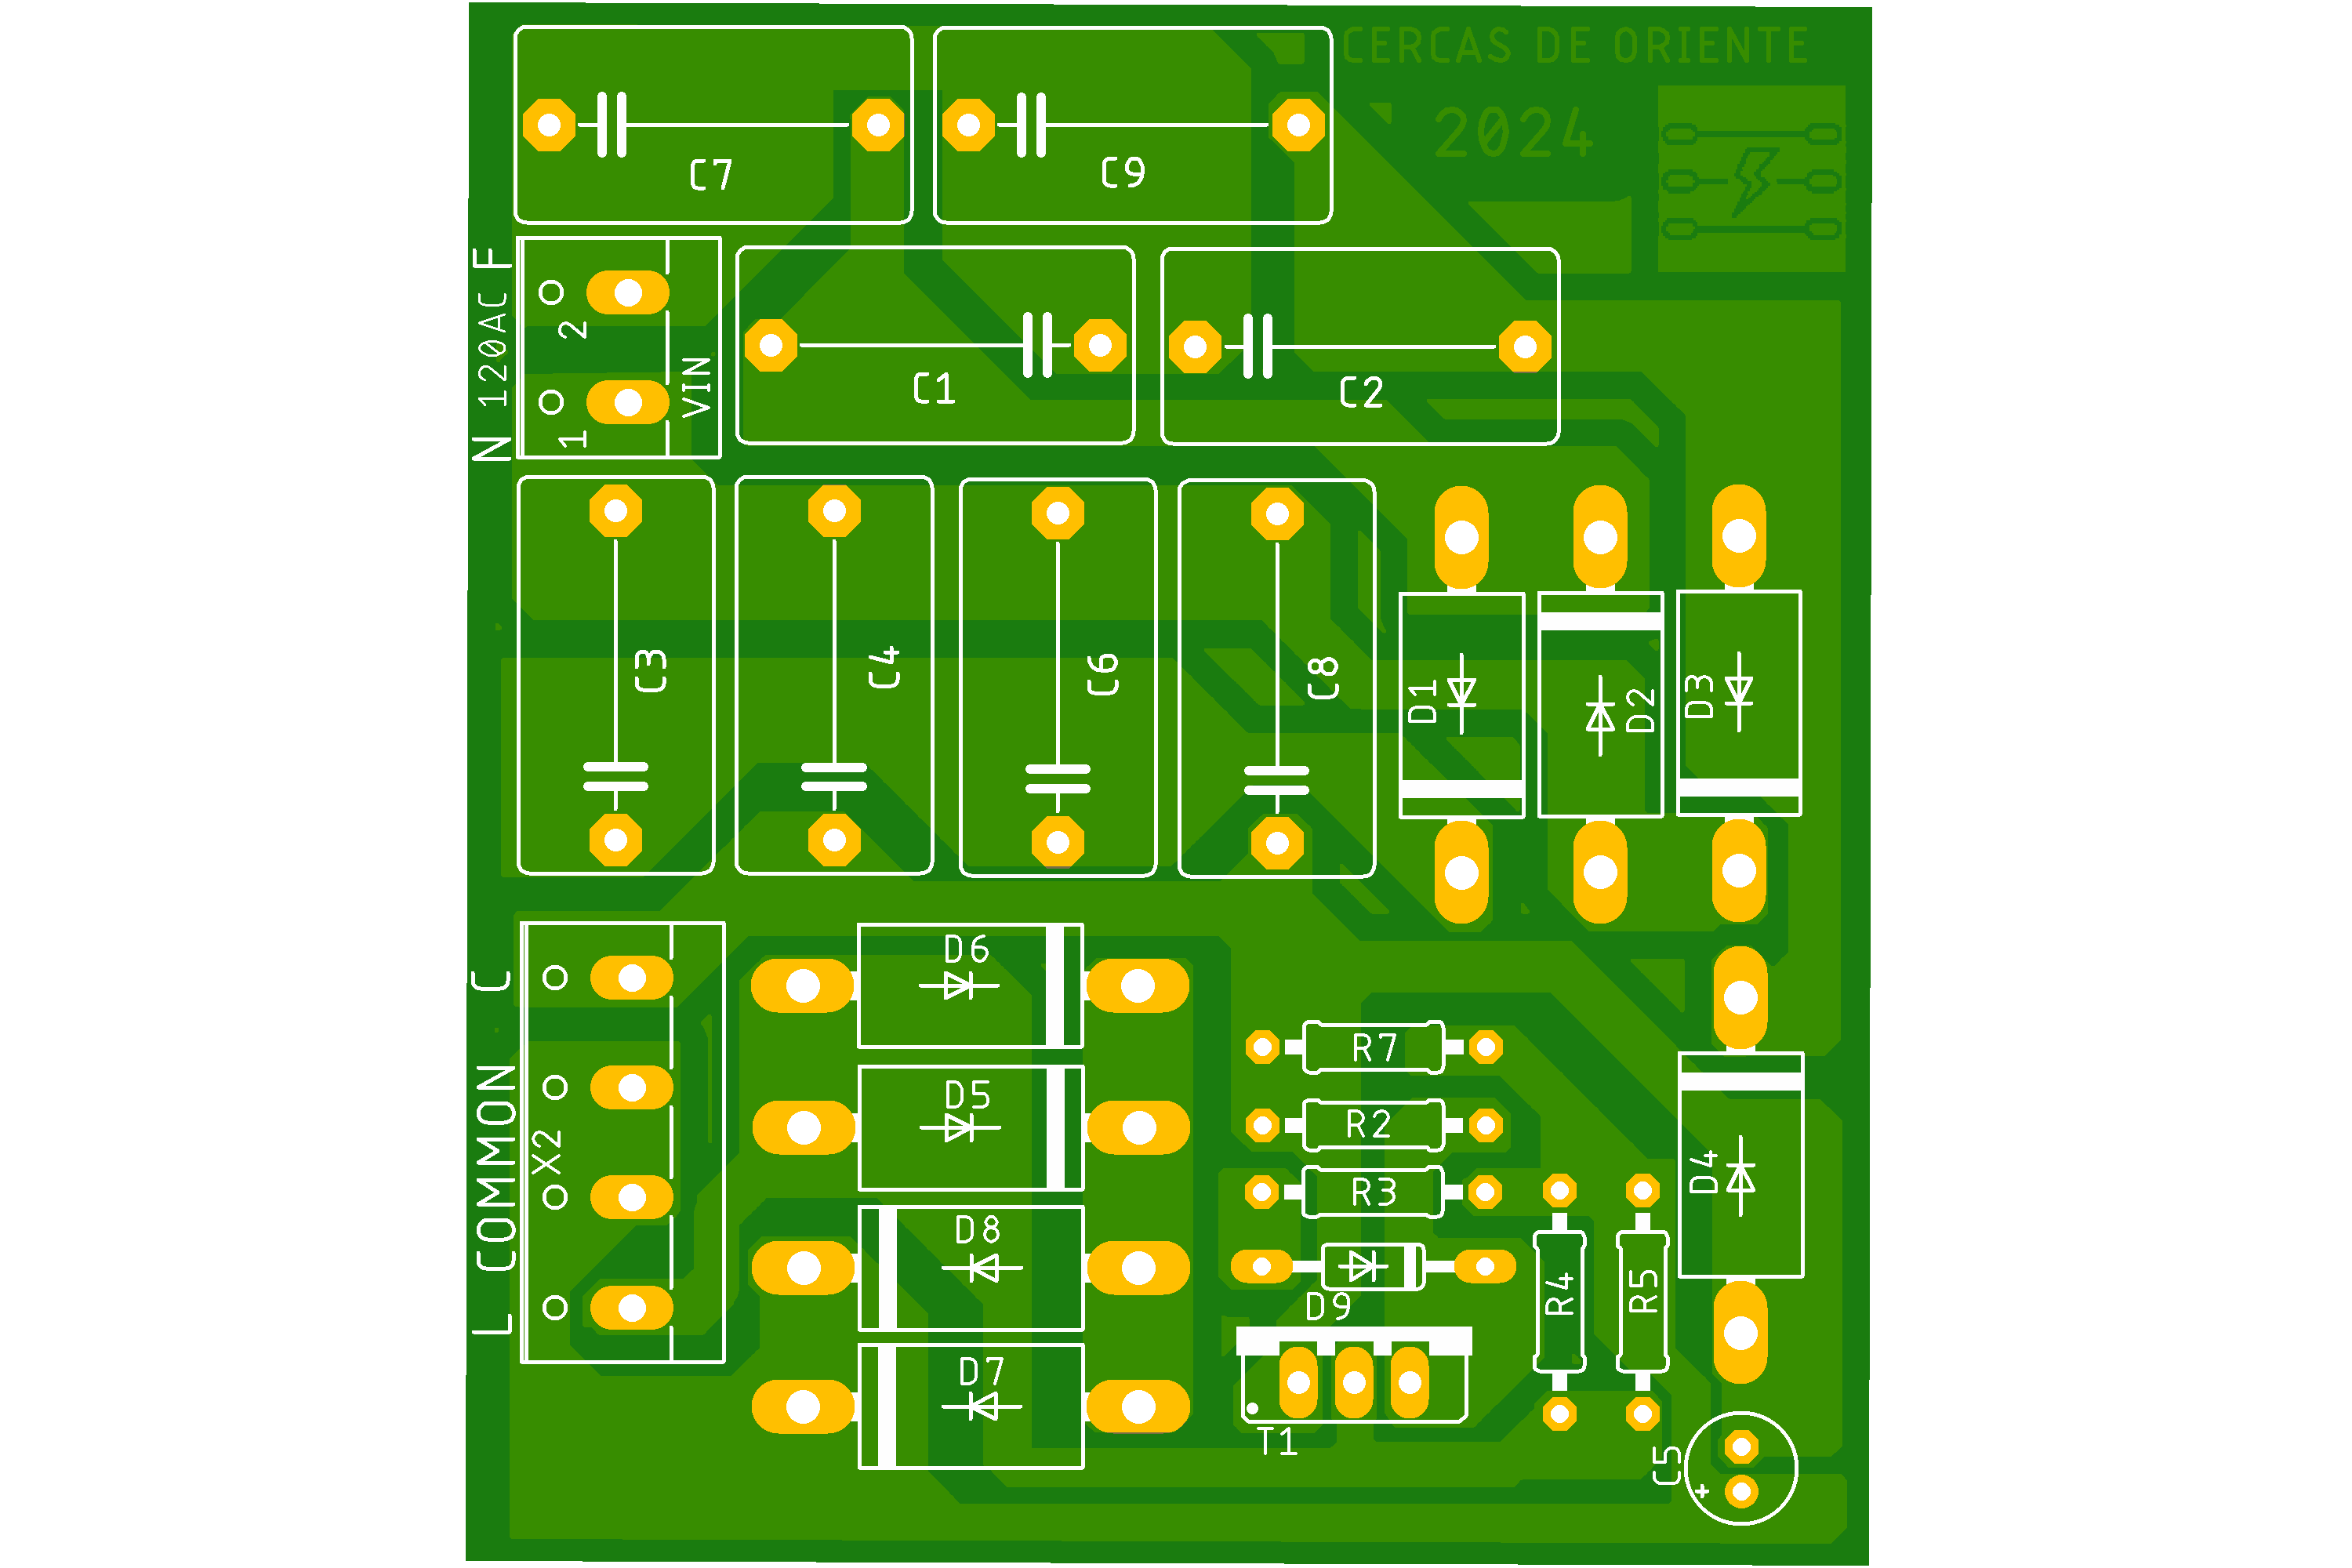 CERCAS DE ORIENTE
2024
C7
C9
N 120AC F
2
1
VIN
C1
C2
C3
C4
C6
C8
D1
D2
D3
L COMMON C
X2
D6
D5
D8
D7
R7
R2
R3
D9
T1
R4
R5
D4
C5
+